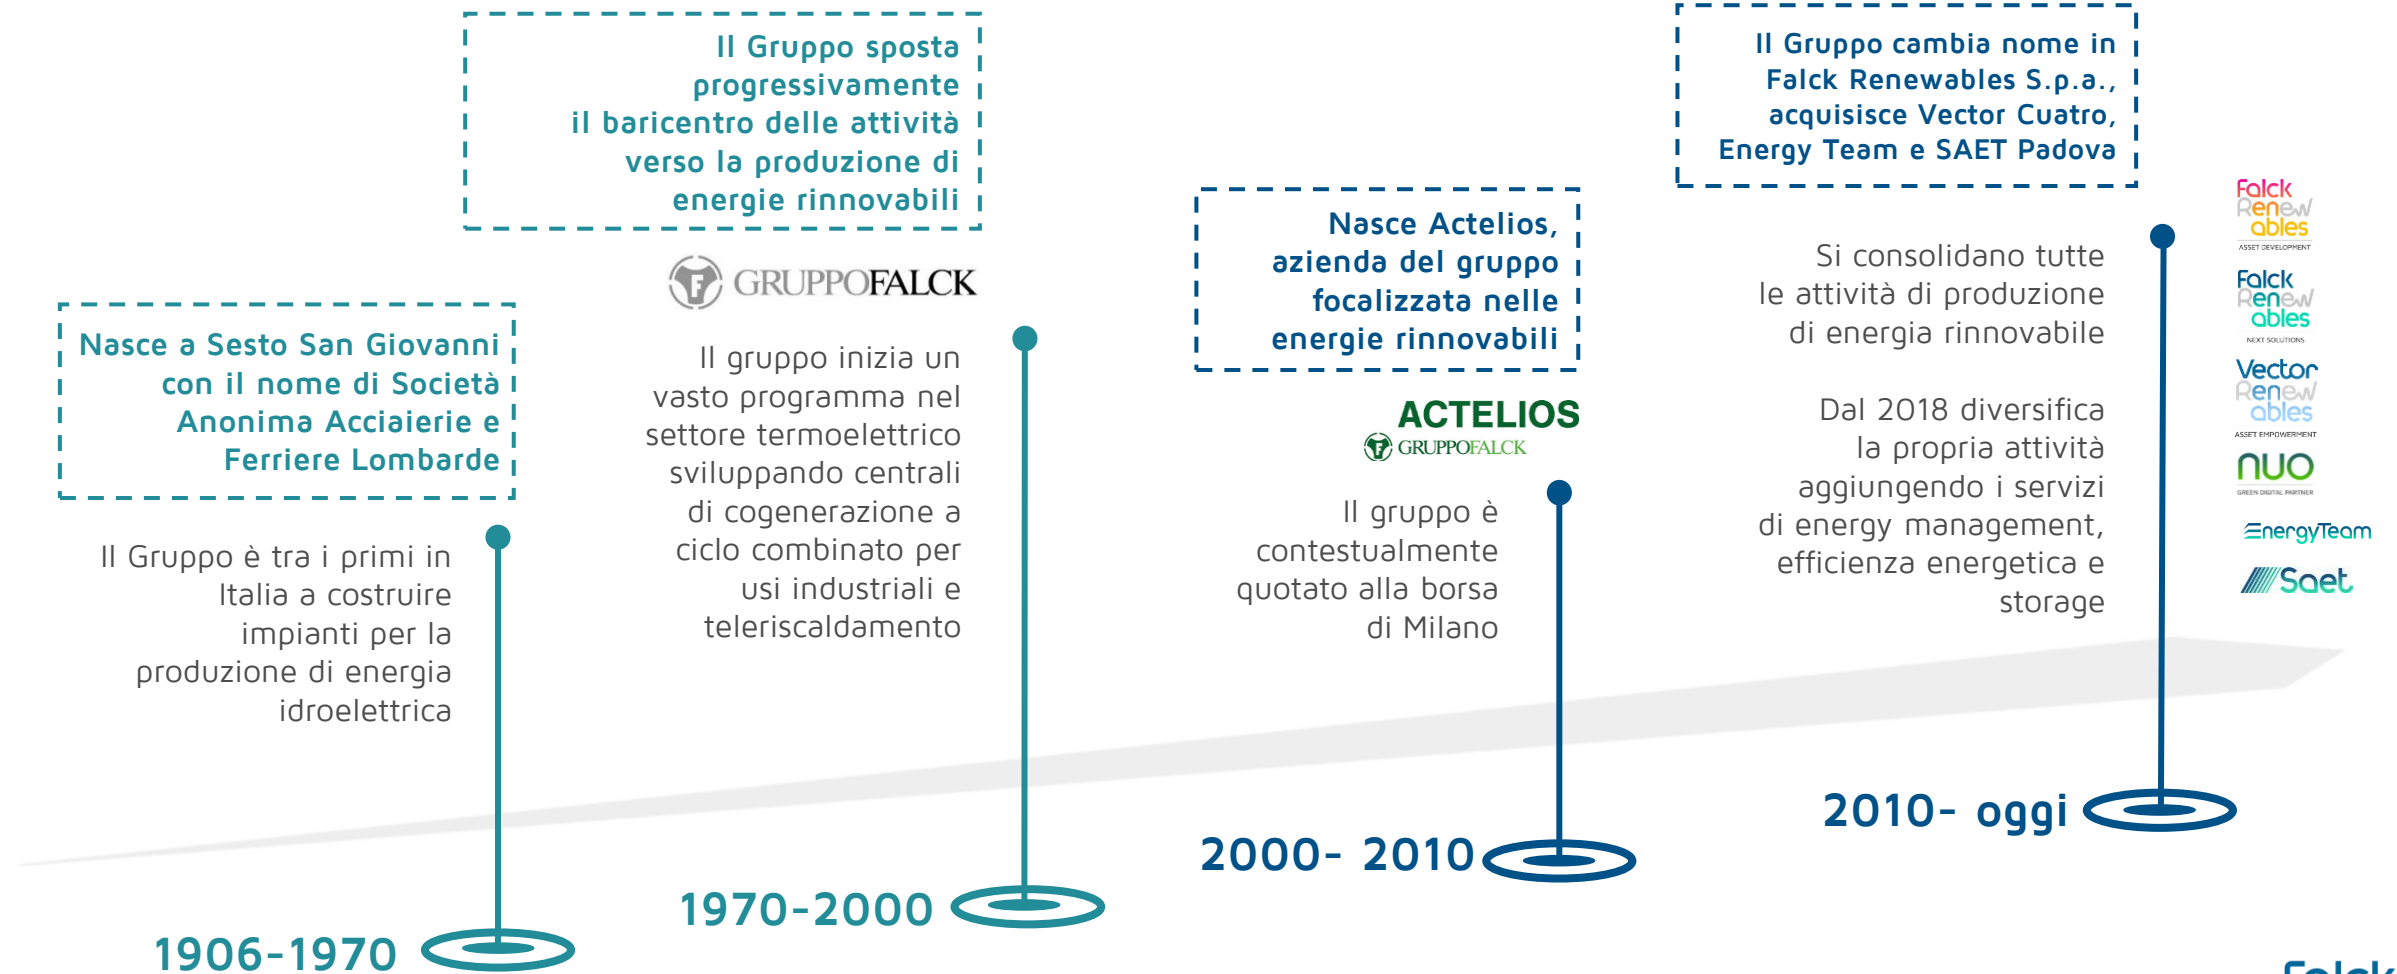 Nasce a Sesto San Giovanni
con il nome di Società
Anonima Acciaierie e
Ferriere Lombarde
Il Gruppo è tra i primi in
Italia a costruire
impianti per la
produzione di energia
idroelettrica
1906-1970
Il Gruppo sposta
progressivamente
il baricentro delle attività
verso la produzione di
energie rinnovabili
GRUPPOFALCK
Il gruppo inizia un
vasto programma nel
settore termoelettrico
sviluppando centrali
di cogenerazione a
ciclo combinato per
usi industriali e
teleriscaldamento
1970-2000
Nasce Actelios,
azienda del gruppo
focalizzata nelle
energie rinnovabili
ACTELIOS
GRUPPOFALCK
Il gruppo è
contestualmente
quotato alla borsa
di Milano
2000- 2010
Il Gruppo cambia nome in
Falck Renewables S.p.a.,
acquisisce Vector Cuatro,
Energy Team e SAET Padova
Si consolidano tutte
le attività di produzione
di energia rinnovabile
Dal 2018 diversifica
la propria attività
aggiungendo i servizi
di energy management,
efficienza energetica e
storage
2010- oggi
Falck
Renew
ables
ASSET DEVELOPMENT
Falck
Renew
ables
NEXT SOLUTIONS
Vector
Renew
ables
ASSET EMPOWERMENT
nuo
GREEN DIGITAL PARTNER
EnergyTeam
Saet